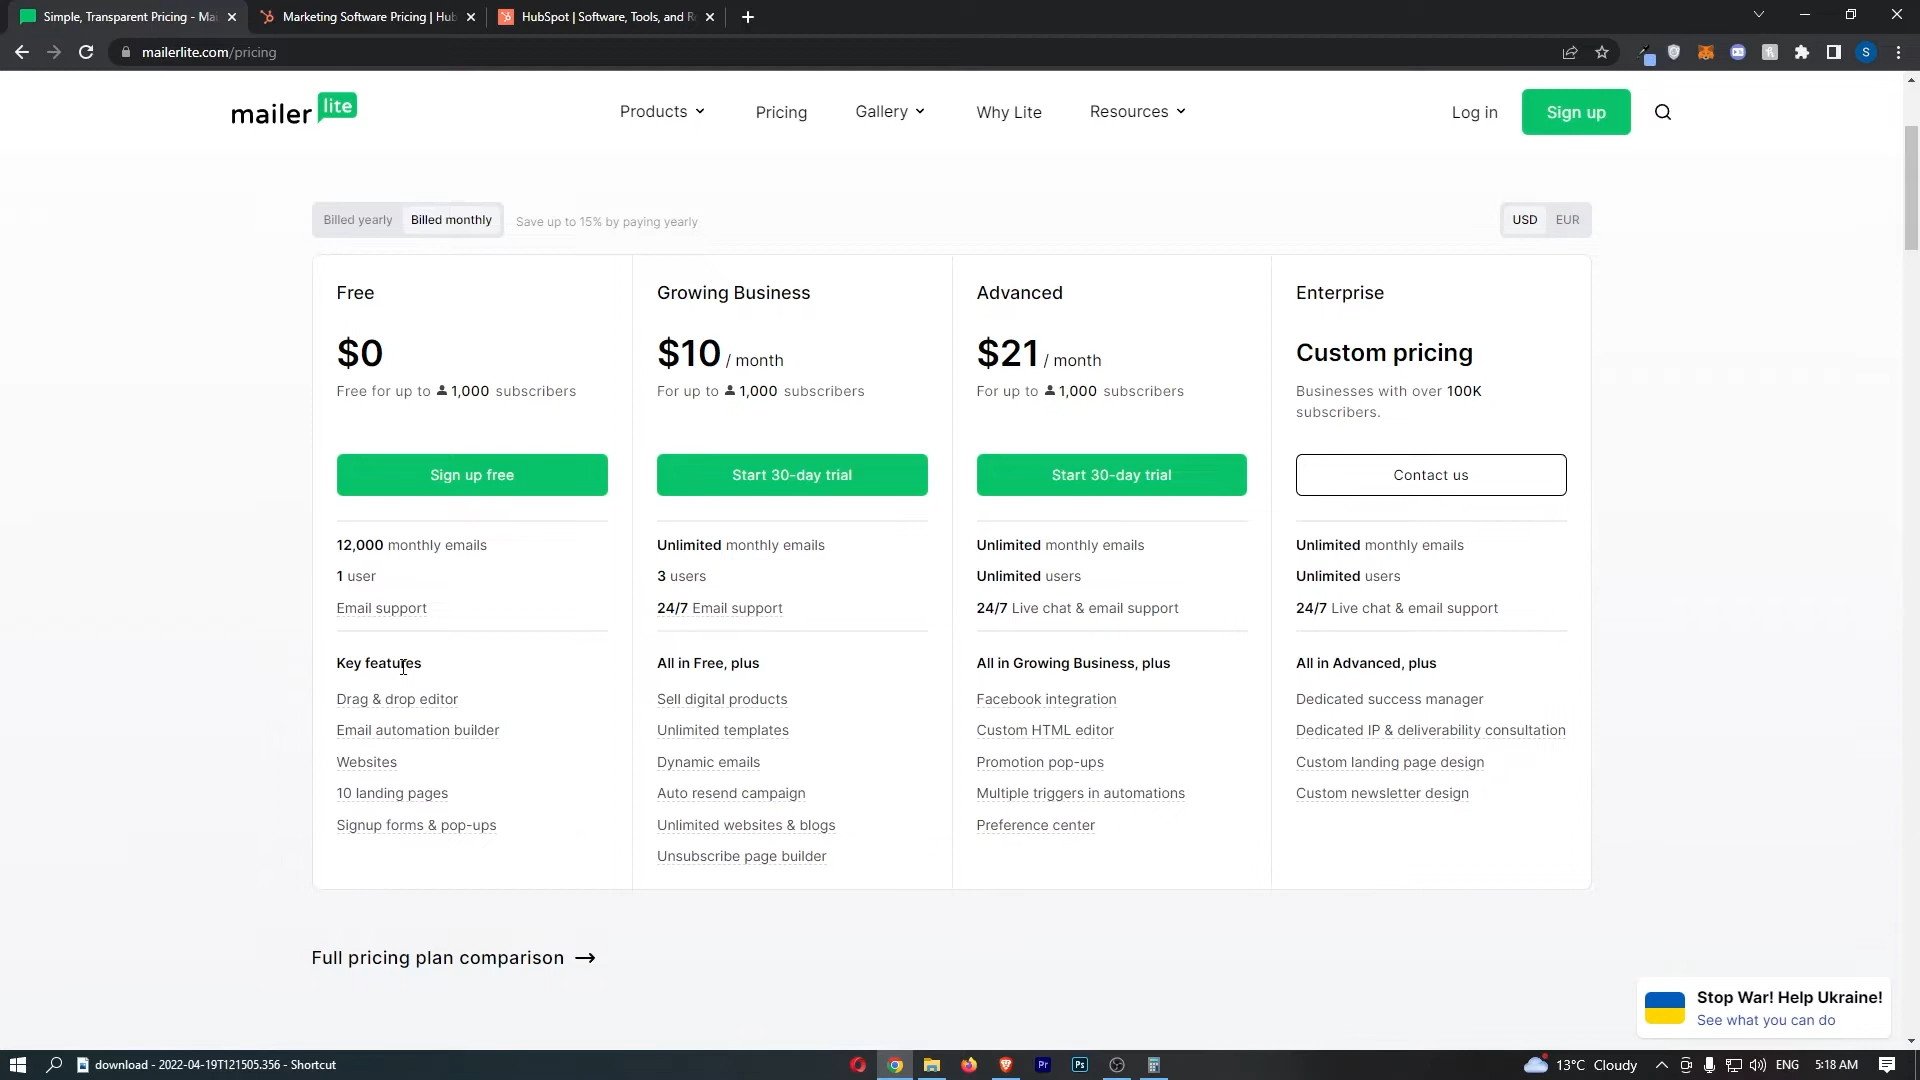 Simple, Transparent Pricing - Mai
Marketing Software Pricing | Hub
HubSpot | Software, Tools, and Re
mailerlite.com/pricing
S
mailer lite
Products
Pricing
Gallery
Why Lite
Resources
Log in
Sign up
Billed yearly
Billed monthly
Save up to 15% by paying yearly
USD
EUR
Free
$0
Free for up to 1,000 subscribers
Sign up free
12,000 monthly emails
1 user
Email support
Key features
Drag & drop editor
Email automation builder
Websites
10 landing pages
Signup forms & pop-ups
Growing Business
$10 / month
For up to 1,000 subscribers
Start 30-day trial
Unlimited monthly emails
3 users
24/7 Email support
All in Free, plus
Sell digital products
Unlimited templates
Dynamic emails
Auto resend campaign
Unlimited websites & blogs
Unsubscribe page builder
Advanced
$21 / month
For up to 1,000 subscribers
Start 30-day trial
Unlimited monthly emails
Unlimited users
24/7 Live chat & email support
All in Growing Business, plus
Facebook integration
Custom HTML editor
Promotion pop-ups
Multiple triggers in automations
Preference center
Enterprise
Custom pricing
Businesses with over 100K
subscribers.
Contact us
Unlimited monthly emails
Unlimited users
24/7 Live chat & email support
All in Advanced, plus
Dedicated success manager
Dedicated IP & deliverability consultation
Custom landing page design
Custom newsletter design
Full pricing plan comparison →
Stop War! Help Ukraine!
See what you can do
download - 2022-04-19T121505.356 - Shortcut
Pr
Ps
13°C Cloudy
ENG
5:18 AM